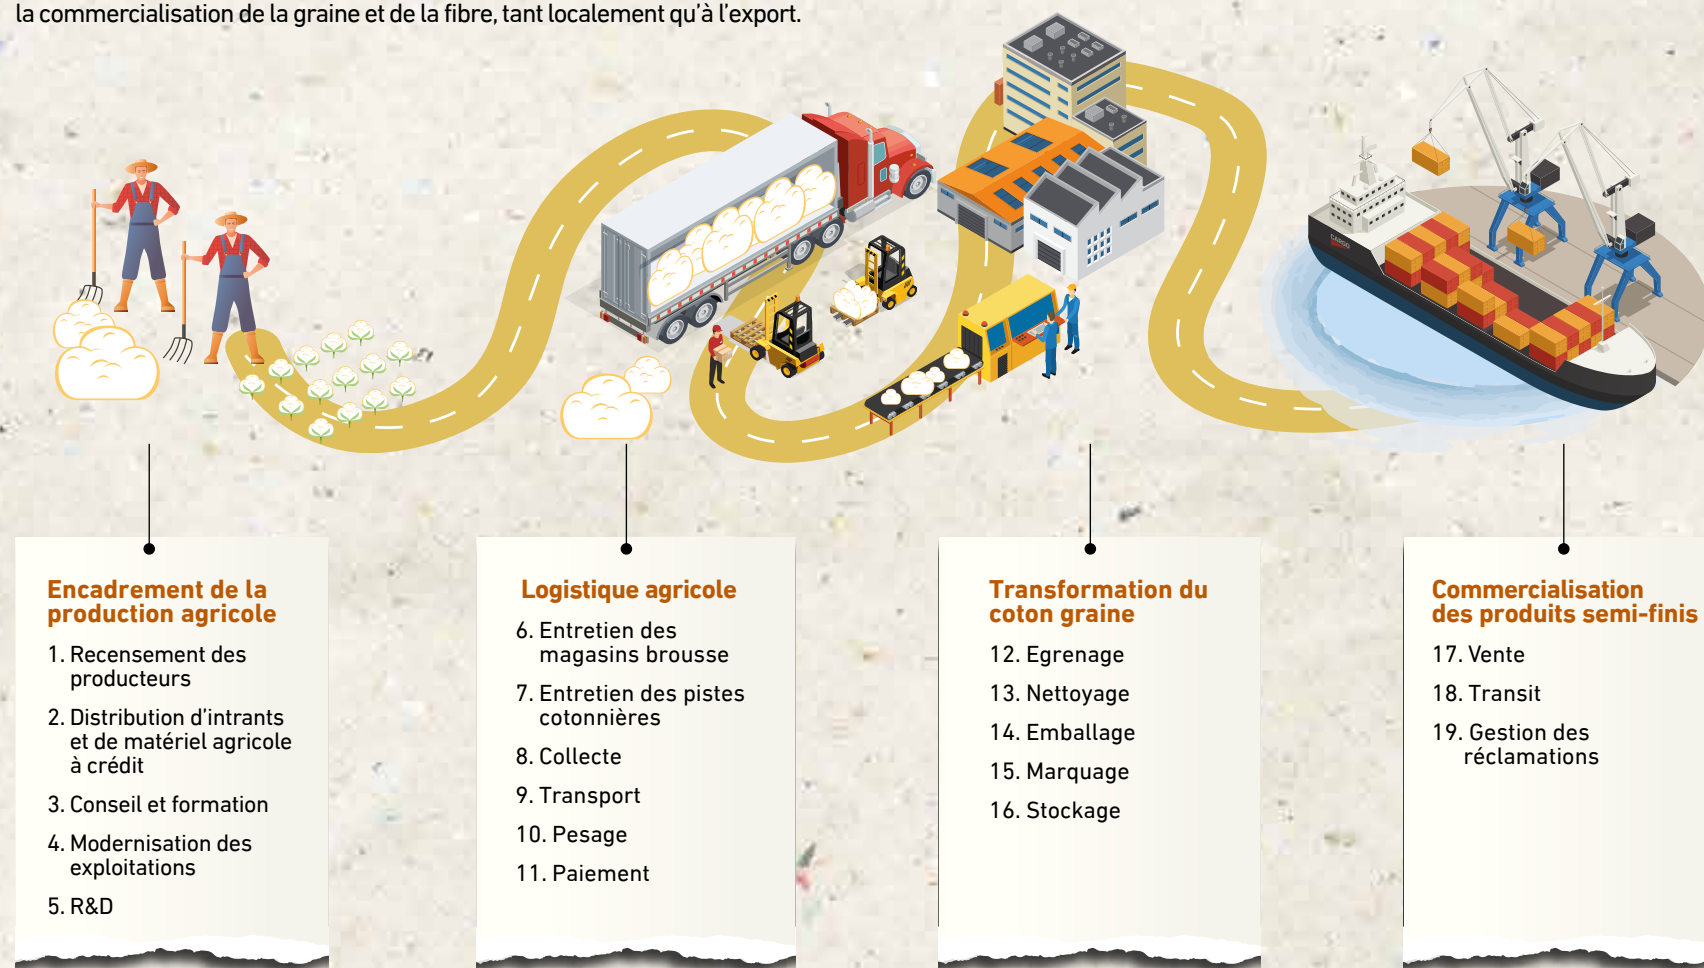 la commercialisation de la graine et de la fibre, tant localement qu'à l'export.
CARGO
Encadrement de la
production agricole
1. Recensement des
producteurs
2. Distribution d'intrants
et de matériel agricole
à crédit
3. Conseil et formation
4. Modernisation des
exploitations
5. R&D
Logistique agricole
6. Entretien des
magasins brousse
7. Entretien des pistes
cotonnières
8. Collecte
9. Transport
10. Pesage
11. Paiement
Transformation du
coton graine
12. Egrenage
13. Nettoyage
14. Emballage
15. Marquage
16. Stockage
Commercialisation
des produits semi-finis
17. Vente
18. Transit
19. Gestion des
réclamations